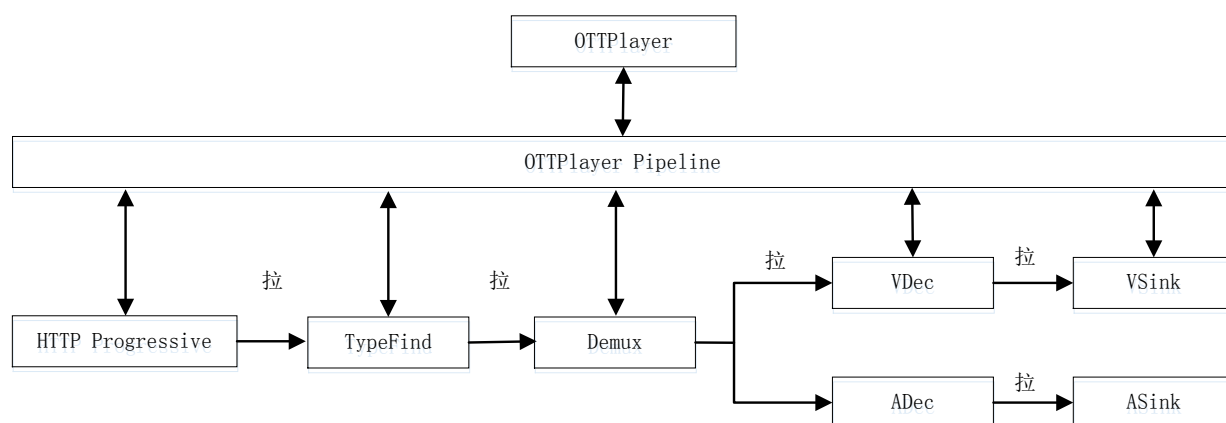 OTTPlayer
OTTPlayer Pipeline
拉
拉
拉
VDec
拉
VSink
HTTP Progressive
TypeFind
Demux
ADec
拉
ASink